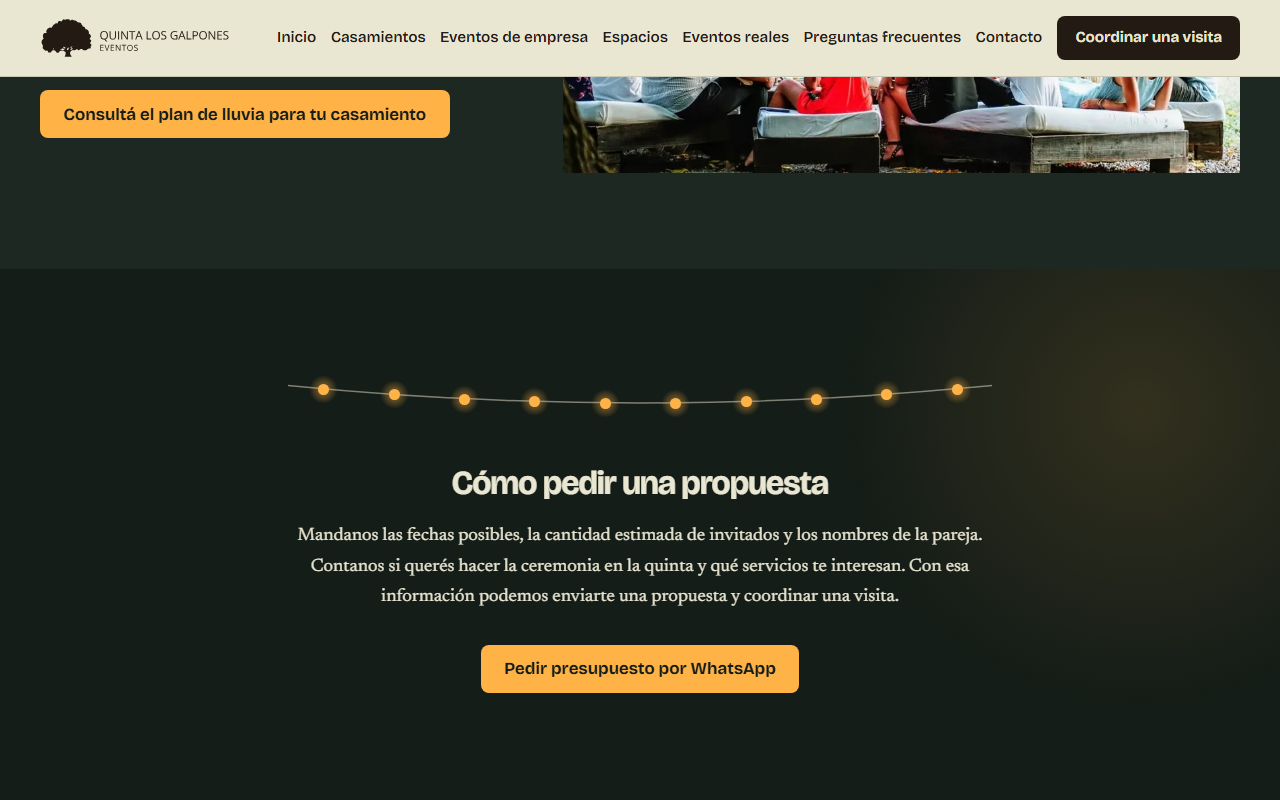 QUINTA LOS GALPONES
EVENTOS
Inicio
Casamientos
Eventos de empresa
Espacios
Eventos reales
Preguntas frecuentes
Contacto
Coordinar una visita
Consultá el plan de lluvia para tu casamiento
Cómo pedir una propuesta
Mandanos las fechas posibles, la cantidad estimada de invitados y los nombres de la pareja.
Contanos si querés hacer la ceremonia en la quinta y qué servicios te interesan. Con esa
información podemos enviarte una propuesta y coordinar una visita.
Pedir presupuesto por WhatsApp